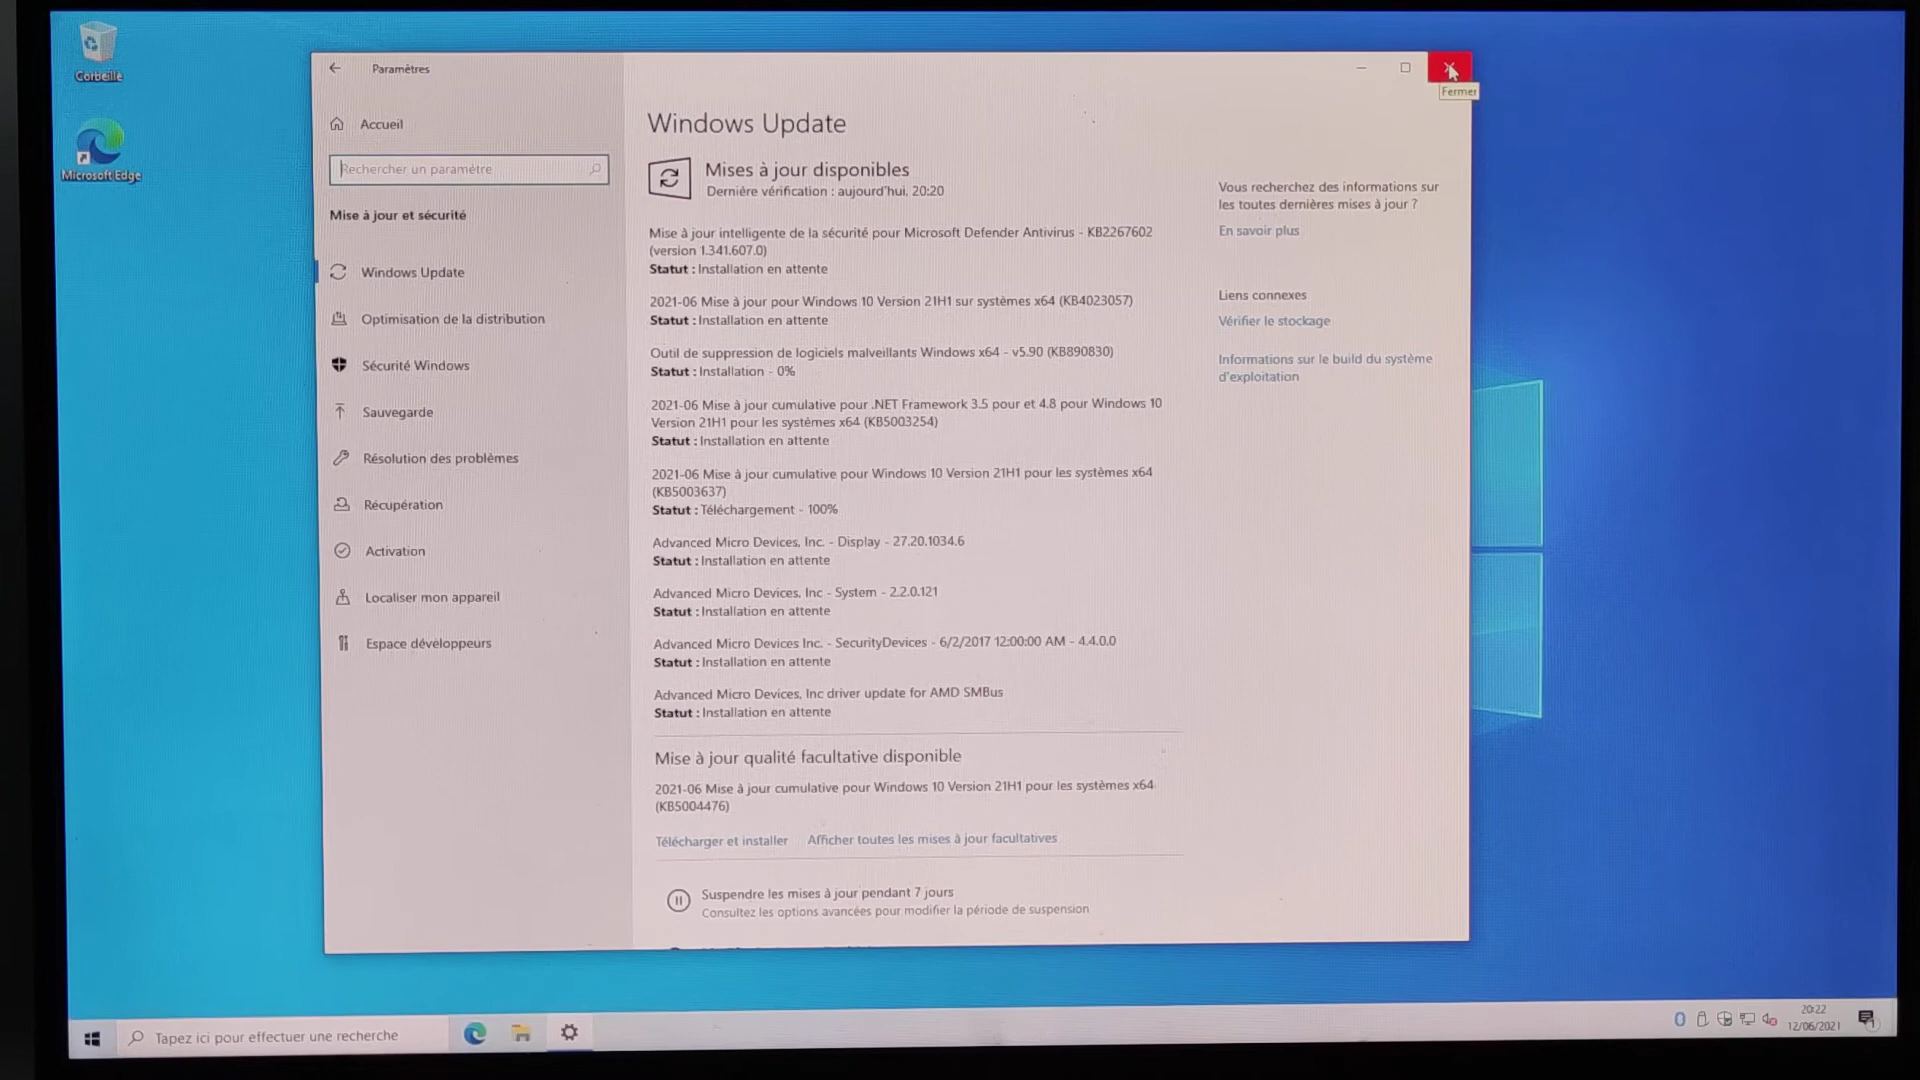 Corbeille
Microsoft Edge
Paramètres
Fermer
Accueil
Rechercher un paramètre
Mise à jour et sécurité
Windows Update
Optimisation de la distribution
Sécurité Windows
Sauvegarde
Résolution des problèmes
Récupération
Activation
Localiser mon appareil
Espace développeurs
Windows Update
Mises à jour disponibles
Dernière vérification : aujourd'hui, 20:20
Mise à jour intelligente de la sécurité pour Microsoft Defender Antivirus - KB2267602
(version 1.341.607.0)
Statut : Installation en attente
2021-06 Mise à jour pour Windows 10 Version 21H1 sur systèmes x64 (KB4023057)
Statut : Installation en attente
Outil de suppression de logiciels malveillants Windows x64 - v5.90 (KB890830)
Statut : Installation - 0%
2021-06 Mise à jour cumulative pour .NET Framework 3.5 pour et 4.8 pour Windows 10
Version 21H1 pour les systèmes x64 (KB5003254)
Statut : Installation en attente
2021-06 Mise à jour cumulative pour Windows 10 Version 21H1 pour les systèmes x64
(KB5003637)
Statut : Téléchargement - 100%
Advanced Micro Devices, Inc. - Display - 27.20.1034.6
Statut : Installation en attente
Advanced Micro Devices, Inc - System - 2.2.0.121
Statut : Installation en attente
Advanced Micro Devices Inc. - SecurityDevices - 6/2/2017 12:00:00 AM - 4.4.0.0
Statut : Installation en attente
Advanced Micro Devices, Inc driver update for AMD SMBus
Statut : Installation en attente
Mise à jour qualité facultative disponible
2021-06 Mise à jour cumulative pour Windows 10 Version 21H1 pour les systèmes x64
(KB5004476)
Télécharger et installer Afficher toutes les mises à jour facultatives
Suspendre les mises à jour pendant 7 jours
Consultez les options avancées pour modifier la période de suspension
Vous recherchez des informations sur
les toutes dernières mises à jour ?
En savoir plus
Liens connexes
Vérifier le stockage
Informations sur le build du système
d'exploitation
Tapez ici pour effectuer une recherche
20:22
12/06/2021
1